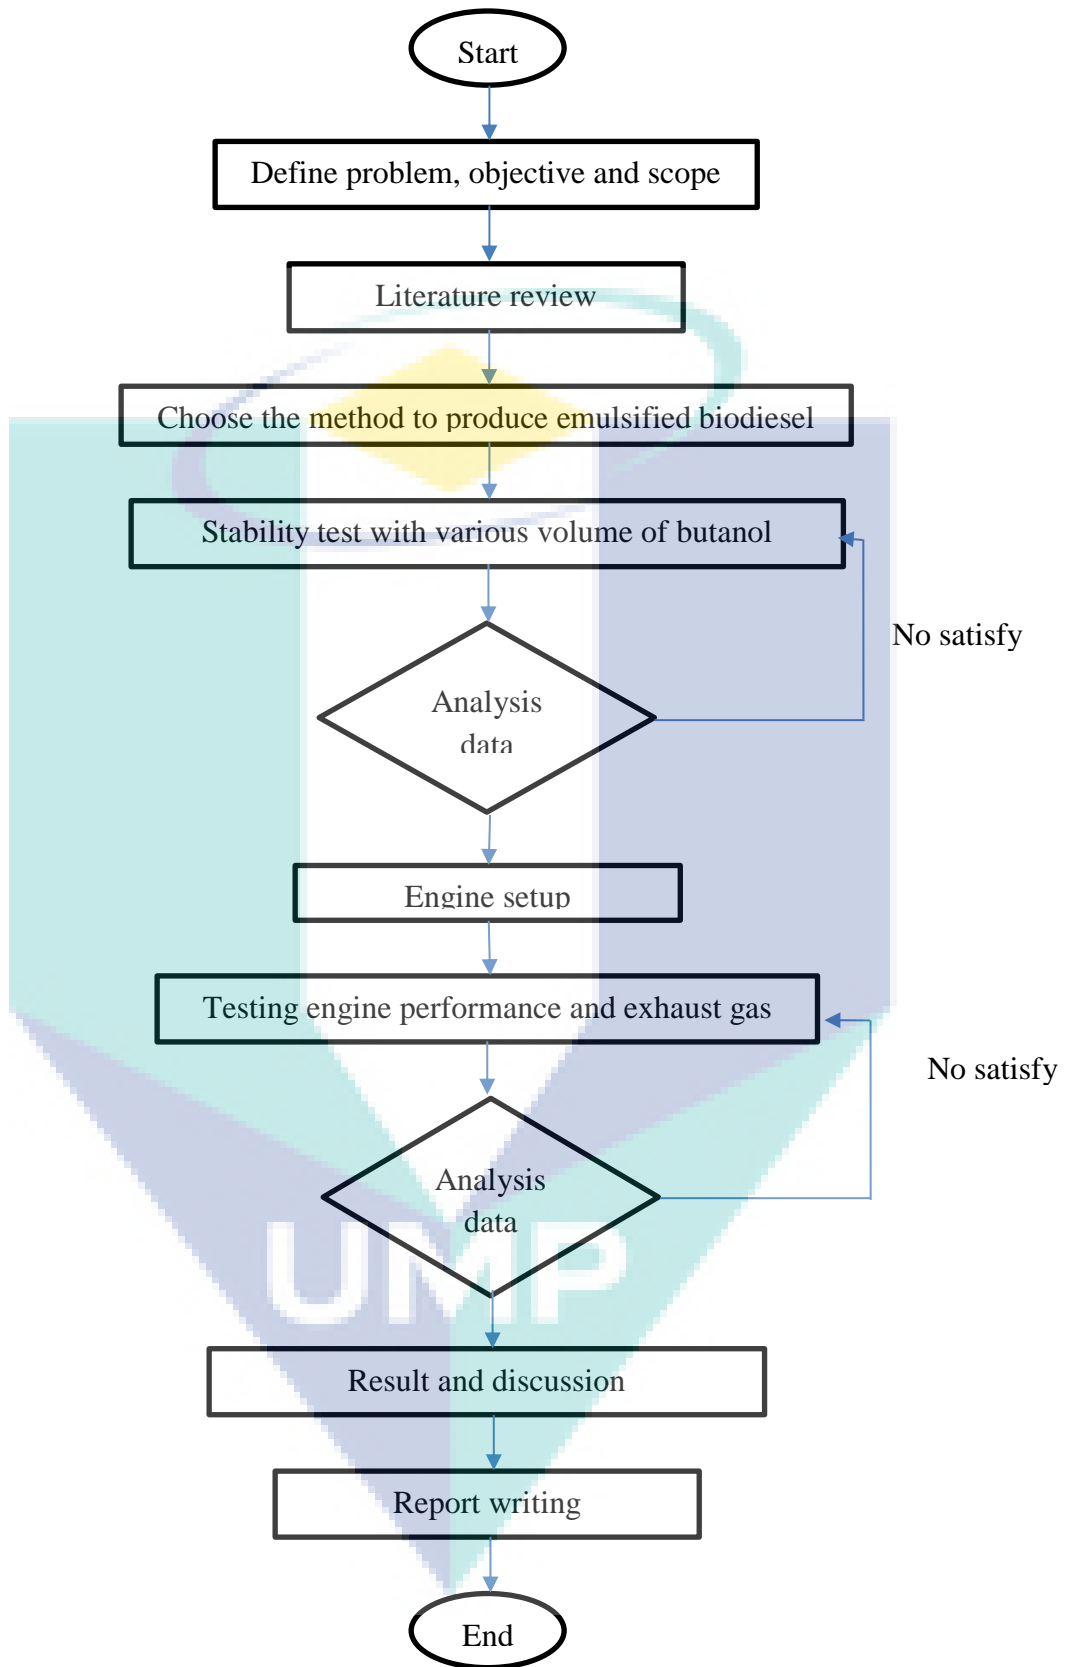 Start
Define problem, objective and scope
Literature review
Choose the method to produce emulsified biodiesel
Stability test with various volume of butanol
No satisfy
Analysis
data
Engine setup
Testing engine performance and exhaust gas
No satisfy
Analysis
data
UMP
Result and discussion
Report writing
End